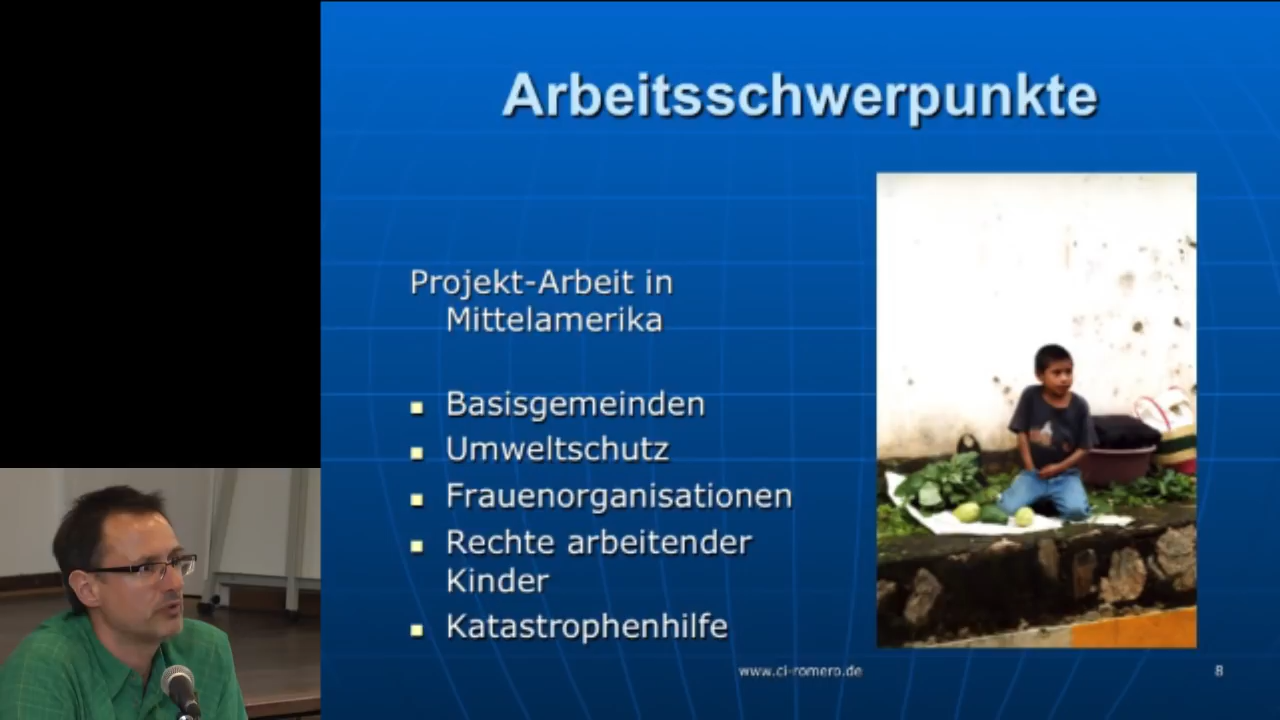 Arbeitsschwerpunkte
Projekt-Arbeit in
Mittelamerika
Basisgemeinden
Umweltschutz
Frauenorganisationen
Rechte arbeitender
Kinder
Katastrophenhilfe
www.ci-romero.de
8